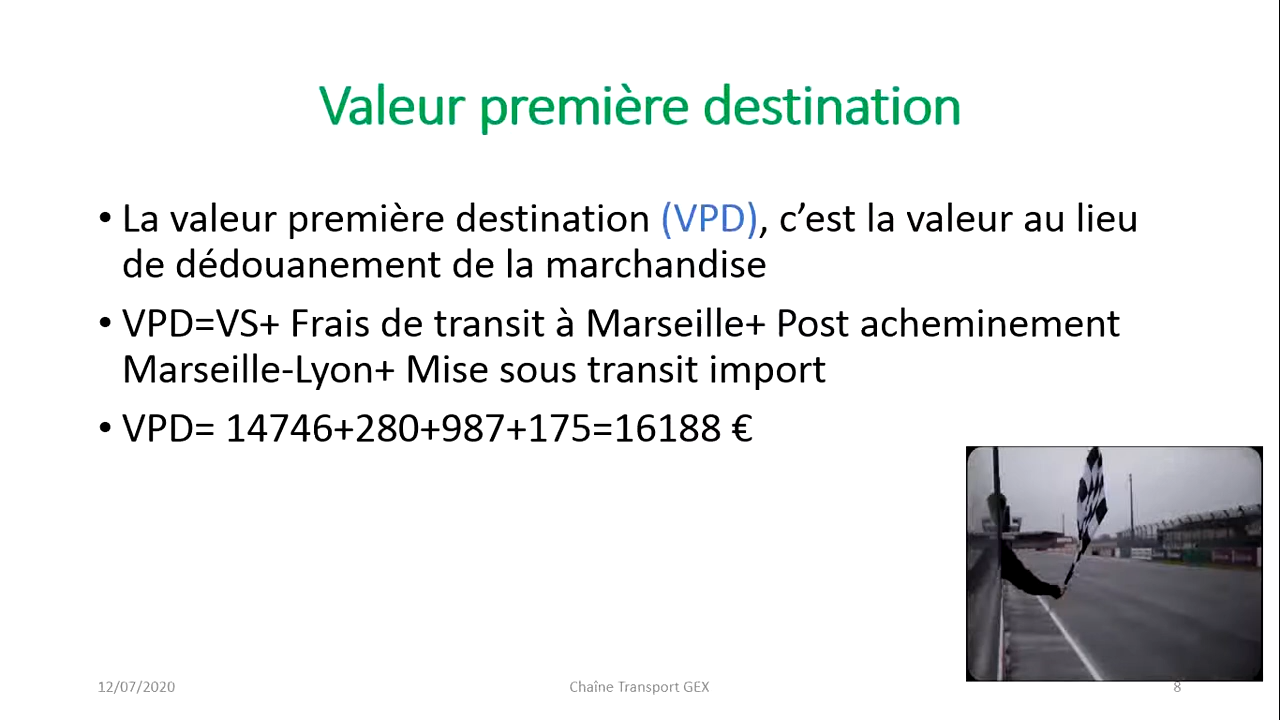 Valeur première destination
• La valeur première destination (VPD), c’est la valeur au lieu
de dédouanement de la marchandise
• VPD=VS+ Frais de transit à Marseille+ Post acheminement
Marseille-Lyon+ Mise sous transit import
• VPD= 14746+280+987+175=16188 €
12/07/2020
Chaîne Transport GEX
8